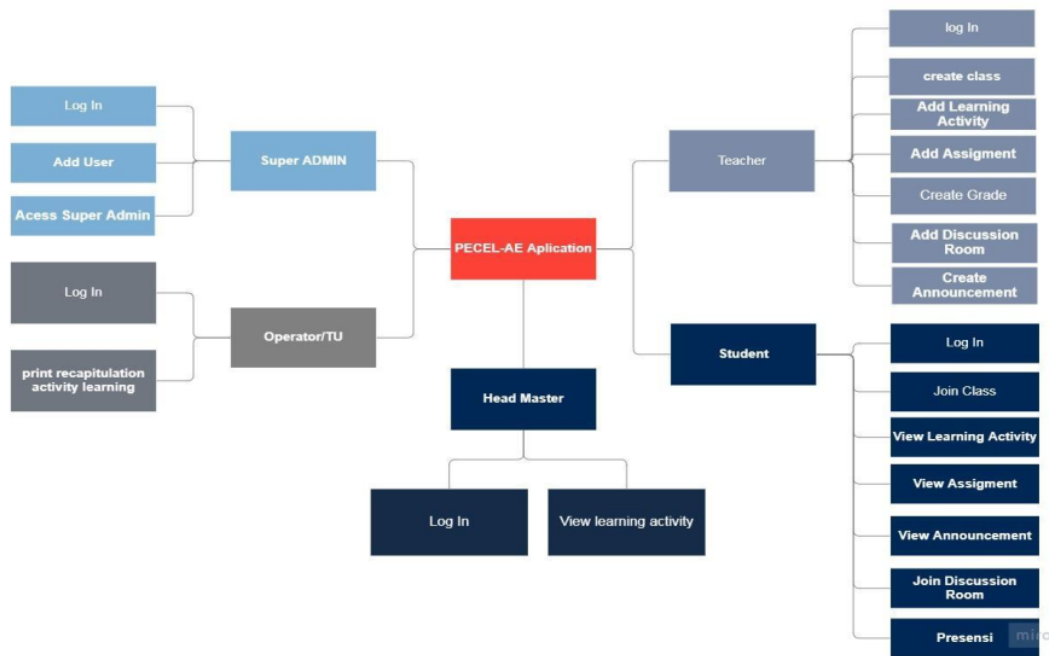 Log In
Add User
Acess Super Admin
Super ADMIN
Log In
print recapitulation
activity learning
Operator/TU
PECEL-AE Aplication
Head Master
Log In
View learning activity
Teacher
log In
create class
Add Learning
Activity
Add Assigment
Create Grade
Add Discussion
Room
Create
Announcement
Student
Log In
Join Class
View Learning Activity
View Assigment
View Announcement
Join Discussion
Room
Presensi